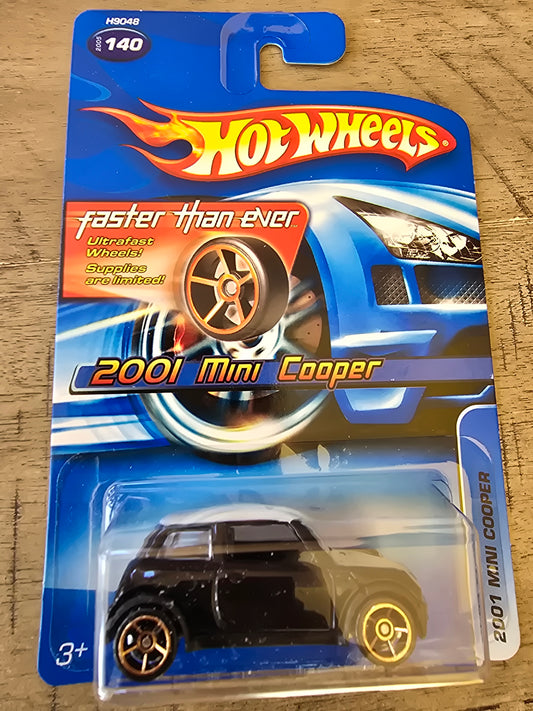 H9048
2005 140
HOT WHEELS®
faster than ever™
Ultrafast
Wheels!
Supplies
are limited!
2001 Mini Cooper
2001 MINI COOPER
3+